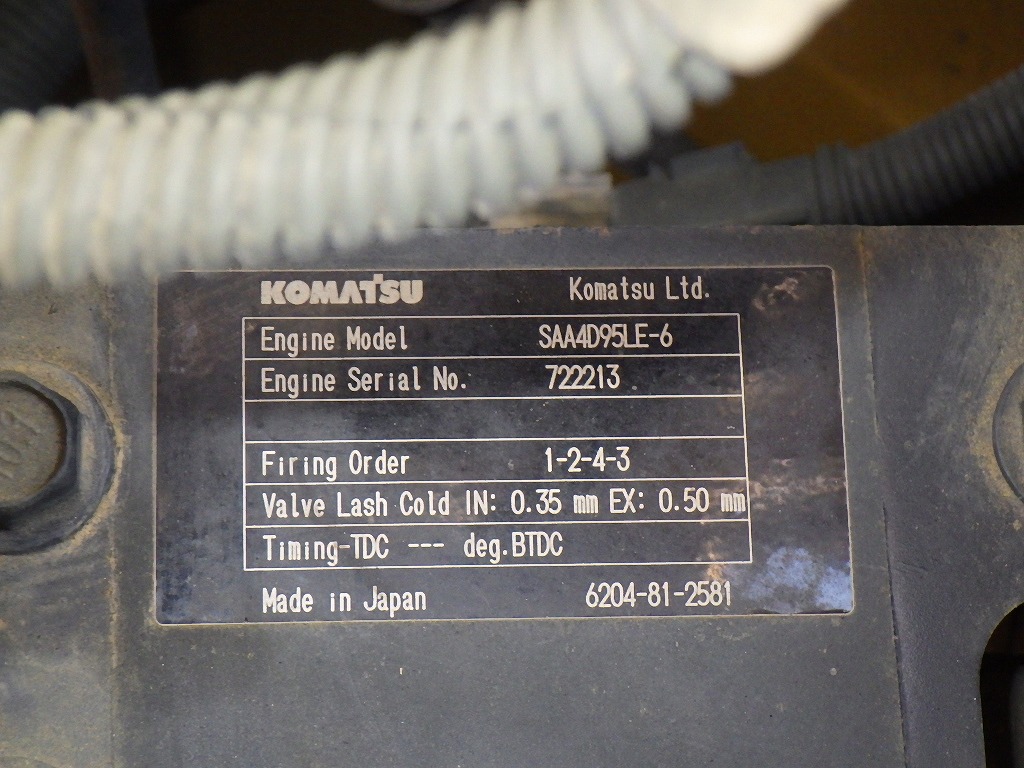 KOMATSU Komatsu Ltd.
Engine Model SAA4D95LE-6
Engine Serial No. 722213
Firing Order 1-2-4-3
Valve Lash Cold IN: 0.35 mm EX: 0.50 mm
Timing-TDC --- deg.BTDC
Made in Japan 6204-81-2581